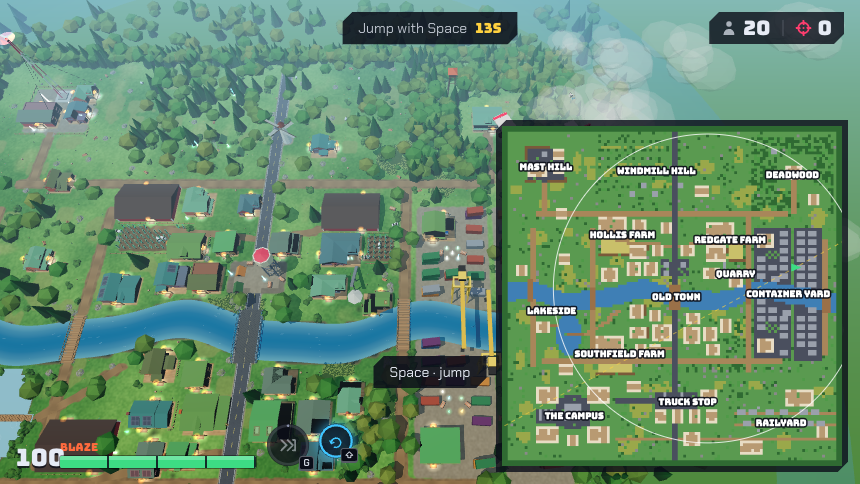 Jump with Space 13S
20
0
MAST HILL
WINDMILL HILL
DEADWOOD
HOLLIS FARM
REDGATE FARM
QUARRY
CONTAINER YARD
OLD TOWN
LAKESIDE
SOUTHFIELD FARM
TRUCK STOP
THE CAMPUS
RAILYARD
Space · jump
BLAZE
100
G